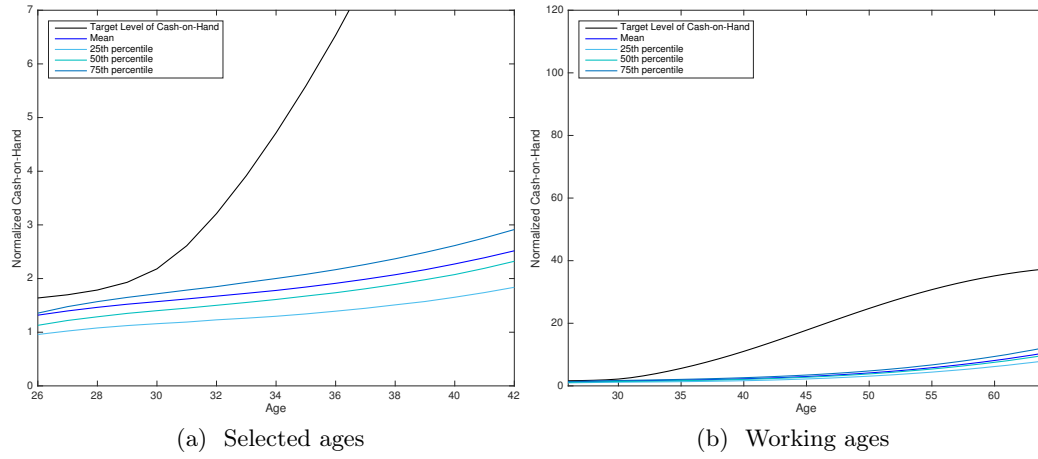 7
6
5
4
3
2
1
0
Normalized Cash-on-Hand
Target Level of Cash-on-Hand
Mean
25th percentile
50th percentile
75th percentile
26 28 30 32 34 36 38 40 42
Age
(a) Selected ages
120
100
80
60
40
20
0
Normalized Cash-on-Hand
Target Level of Cash-on-Hand
Mean
25th percentile
50th percentile
75th percentile
30 35 40 45 50 55 60
Age
(b) Working ages